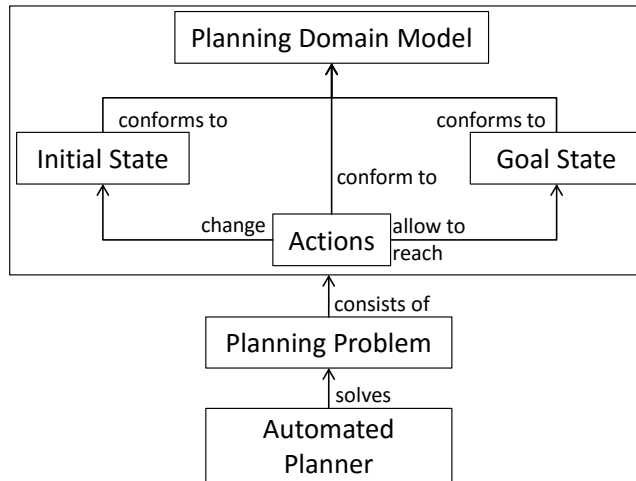 Planning Domain Model
conforms to
conforms to
Initial State
Goal State
conform to
change
Actions
allow to
reach
consists of
Planning Problem
solves
Automated
Planner